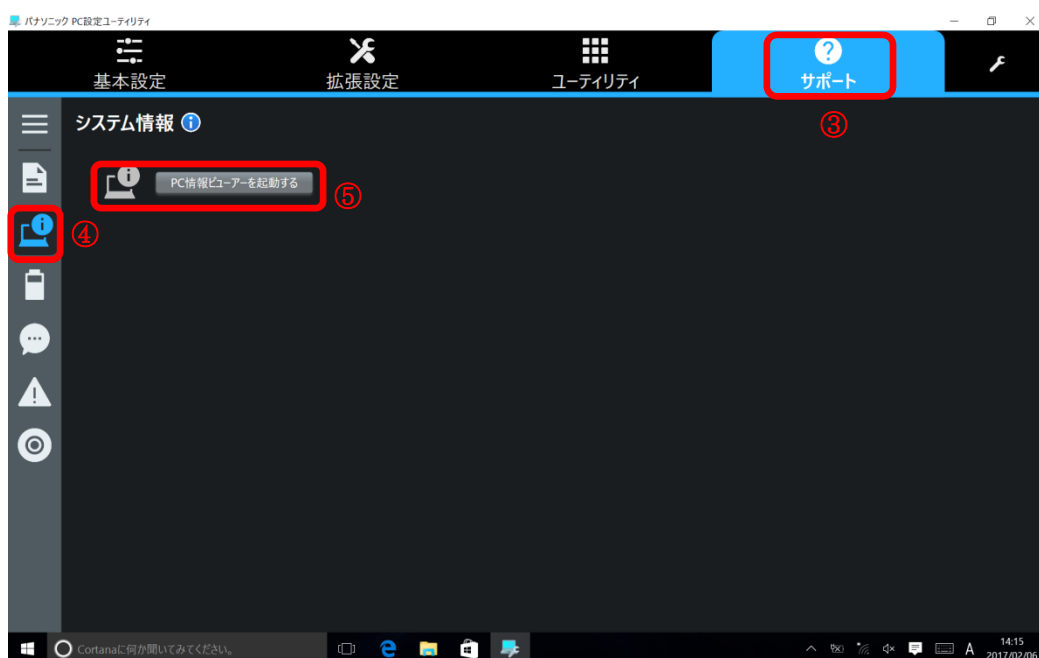 パナソニック PC設定ユーティリティ
基本設定
拡張設定
ユーティリティ
サポート
③
システム情報
PC情報ビューアーを起動する
⑤
④
Cortanaに何か聞いてみてください。
A
14:15
2017/02/06